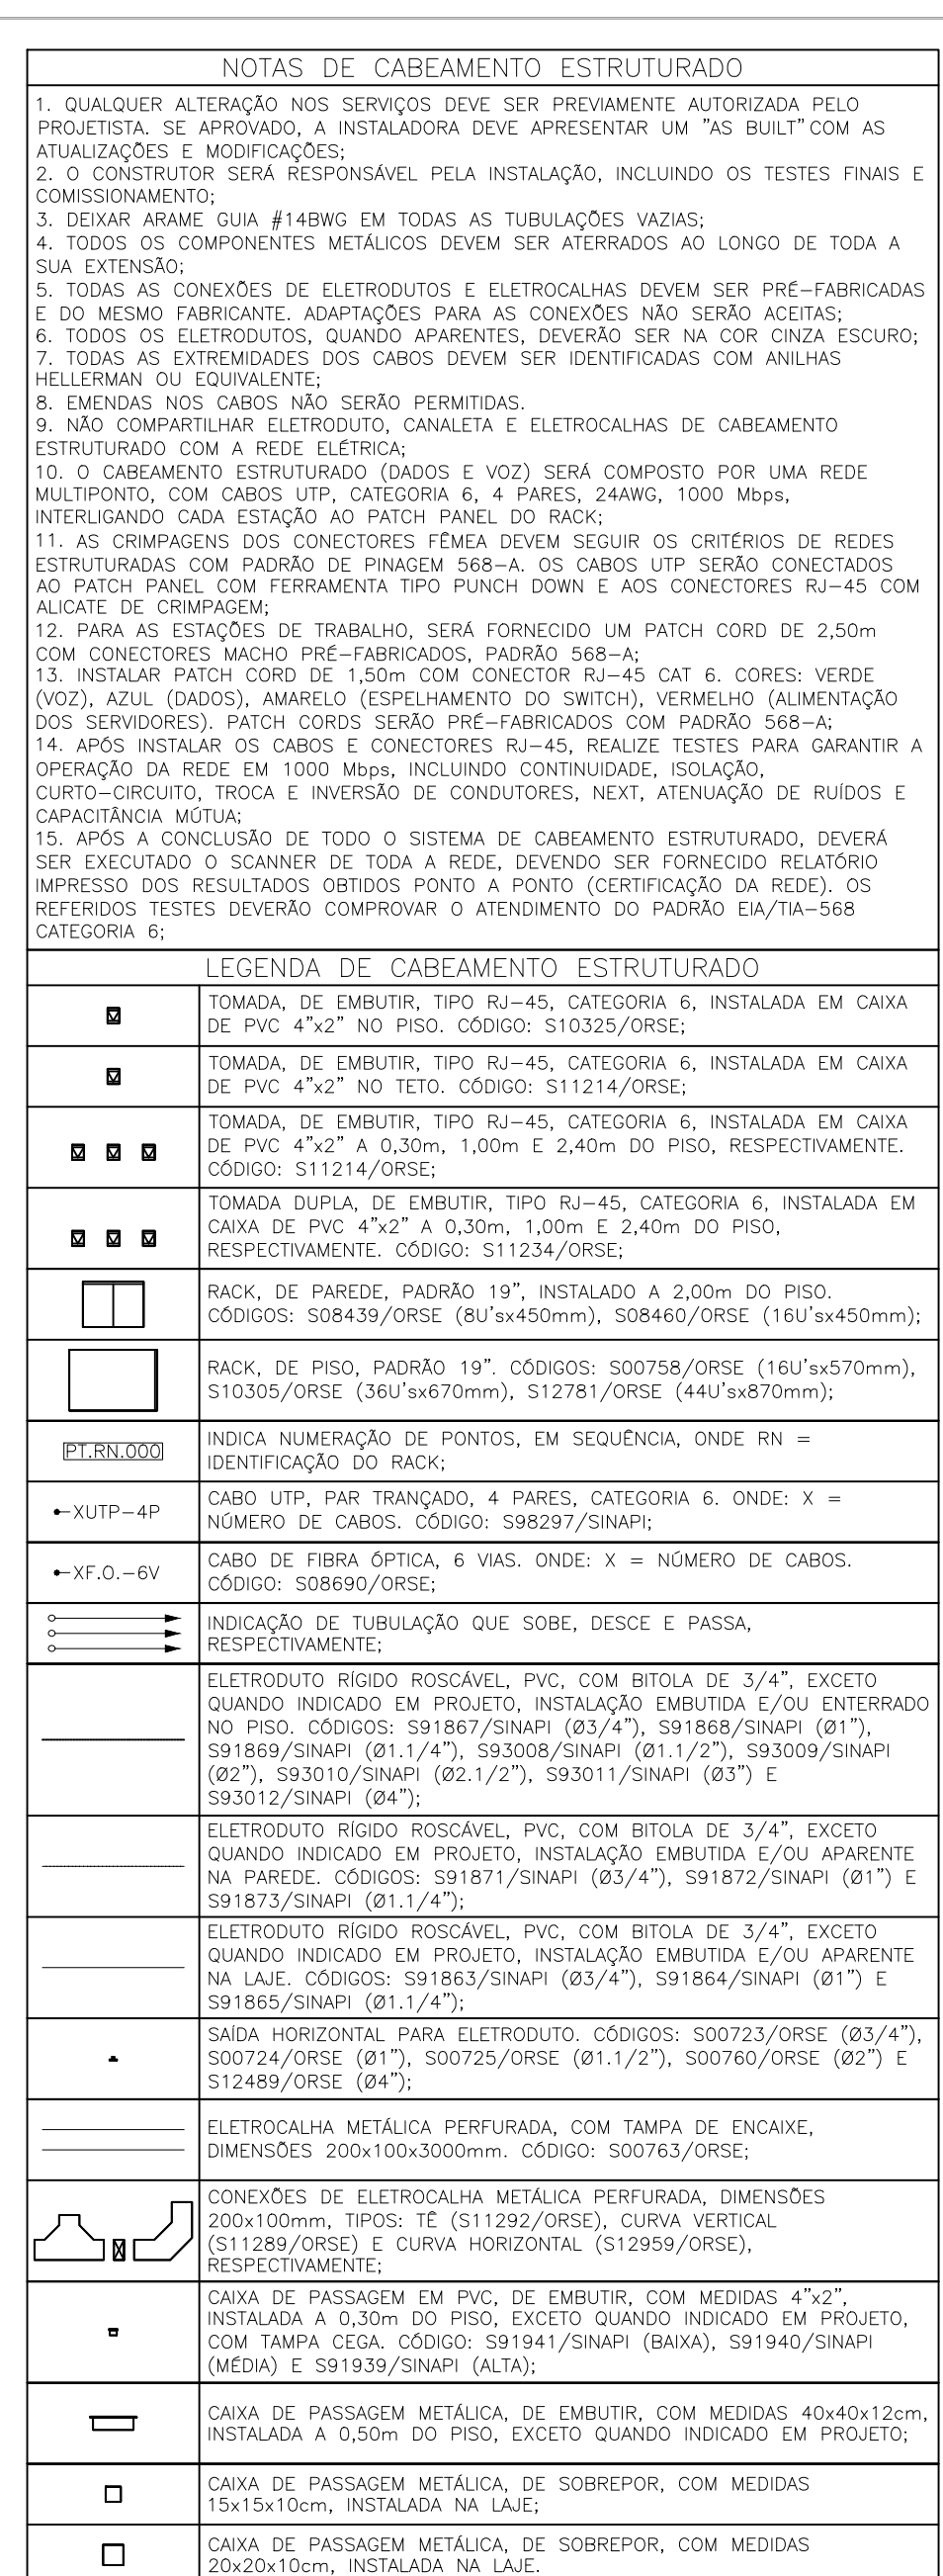 NOTAS DE CABEAMENTO ESTRUTURADO
1. QUALQUER ALTERAÇÃO NOS SERVIÇOS DEVE SER PREVIAMENTE AUTORIZADA PELO
PROJETISTA. SE APROVADO, A INSTALADORA DEVE APRESENTAR UM "AS BUILT" COM AS
ATUALIZAÇÕES E MODIFICAÇÕES;
2. O CONSTRUTOR SERÁ RESPONSÁVEL PELA INSTALAÇÃO, INCLUINDO OS TESTES FINAIS E
COMISSIONAMENTO;
3. DEIXAR ARAME GUIA #14BWG EM TODAS AS TUBULAÇÕES VAZIAS;
4. TODOS OS COMPONENTES METÁLICOS DEVEM SER ATERRADOS AO LONGO DE TODA A
SUA EXTENSÃO;
5. TODAS AS CONEXÕES DE ELETRODUTOS E ELETROCALHAS DEVEM SER PRÉ-FABRICADAS
E DO MESMO FABRICANTE. ADAPTAÇÕES PARA AS CONEXÕES NÃO SERÃO ACEITAS;
6. TODOS OS ELETRODUTOS, QUANDO APARENTES, DEVERÃO SER NA COR CINZA ESCURO;
7. TODAS AS EXTREMIDADES DOS CABOS DEVEM SER IDENTIFICADAS COM ANILHAS
HELLERMAN OU EQUIVALENTE;
8. EMENDAS NOS CABOS NÃO SERÃO PERMITIDAS.
9. NÃO COMPARTILHAR ELETRODUTO, CANALETA E ELETROCALHAS DE CABEAMENTO
ESTRUTURADO COM A REDE ELÉTRICA;
10. O CABEAMENTO ESTRUTURADO (DADOS E VOZ) SERÁ COMPOSTO POR UMA REDE
MULTIPONTO, COM CABOS UTP, CATEGORIA 6, 4 PARES, 24AWG, 1000 Mbps,
INTERLIGANDO CADA ESTAÇÃO AO PATCH PANEL DO RACK;
11. AS CRIMPAGENS DOS CONECTORES FÊMEA DEVEM SEGUIR OS CRITÉRIOS DE REDES
ESTRUTURADAS COM PADRÃO DE PINAGEM 568-A. OS CABOS UTP SERÃO CONECTADOS
AO PATCH PANEL COM FERRAMENTA TIPO PUNCH DOWN E AOS CONECTORES RJ-45 COM
ALICATE DE CRIMPAGEM;
12. PARA AS ESTAÇÕES DE TRABALHO, SERÁ FORNECIDO UM PATCH CORD DE 2,50m
COM CONECTORES MACHO PRÉ-FABRICADOS, PADRÃO 568-A;
13. INSTALAR PATCH CORD DE 1,50m COM CONECTOR RJ-45 CAT 6. CORES: VERDE
(VOZ), AZUL (DADOS), AMARELO (ESPELHAMENTO DO SWITCH), VERMELHO (ALIMENTAÇÃO
DOS SERVIDORES). PATCH CORDS SERÃO PRÉ-FABRICADOS COM PADRÃO 568-A;
14. APÓS INSTALAR OS CABOS E CONECTORES RJ-45, REALIZE TESTES PARA GARANTIR A
OPERAÇÃO DA REDE EM 1000 Mbps, INCLUINDO CONTINUIDADE, ISOLAÇÃO,
CURTO-CIRCUITO, TROCA E INVERSÃO DE CONDUTORES, NEXT, ATENUAÇÃO DE RUÍDOS E
CAPACITÂNCIA MÚTUA;
15. APÓS A CONCLUSÃO DE TODO O SISTEMA DE CABEAMENTO ESTRUTURADO, DEVERÁ
SER EXECUTADO O SCANNER DE TODA A REDE, DEVENDO SER FORNECIDO RELATÓRIO
IMPRESSO DOS RESULTADOS OBTIDOS PONTO A PONTO (CERTIFICAÇÃO DA REDE). OS
REFERIDOS TESTES DEVERÃO COMPROVAR O ATENDIMENTO DO PADRÃO EIA/TIA-568
CATEGORIA 6;
LEGENDA DE CABEAMENTO ESTRUTURADO
TOMADA, DE EMBUTIR, TIPO RJ-45, CATEGORIA 6, INSTALADA EM CAIXA
DE PVC 4"x2" NO PISO. CÓDIGO: S10325/ORSE;
TOMADA, DE EMBUTIR, TIPO RJ-45, CATEGORIA 6, INSTALADA EM CAIXA
DE PVC 4"x2" NO TETO. CÓDIGO: S11214/ORSE;
TOMADA, DE EMBUTIR, TIPO RJ-45, CATEGORIA 6, INSTALADA EM CAIXA
DE PVC 4"x2" A 0,30m, 1,00m E 2,40m DO PISO, RESPECTIVAMENTE.
CÓDIGO: S11214/ORSE;
TOMADA DUPLA, DE EMBUTIR, TIPO RJ-45, CATEGORIA 6, INSTALADA EM
CAIXA DE PVC 4"x2" A 0,30m, 1,00m E 2,40m DO PISO,
RESPECTIVAMENTE. CÓDIGO: S11234/ORSE;
RACK, DE PAREDE, PADRÃO 19", INSTALADO A 2,00m DO PISO.
CÓDIGOS: S08439/ORSE (8U'sx450mm), S08460/ORSE (16U'sx450mm);
RACK, DE PISO, PADRÃO 19". CÓDIGOS: S00758/ORSE (16U'sx570mm),
S10305/ORSE (36U'sx670mm), S12781/ORSE (44U'sx870mm);
PT.RN.000
INDICA NUMERAÇÃO DE PONTOS, EM SEQUÊNCIA, ONDE RN =
IDENTIFICAÇÃO DO RACK;
XUTP-4P
CABO UTP, PAR TRANÇADO, 4 PARES, CATEGORIA 6. ONDE: X =
NÚMERO DE CABOS. CÓDIGO: S98297/SINAPI;
XF.O.-6V
CABO DE FIBRA ÓPTICA, 6 VIAS. ONDE: X = NÚMERO DE CABOS.
CÓDIGO: S08690/ORSE;
INDICAÇÃO DE TUBULAÇÃO QUE SOBE, DESCE E PASSA,
RESPECTIVAMENTE;
ELETRODUTO RÍGIDO ROSCÁVEL, PVC, COM BITOLA DE 3/4", EXCETO
QUANDO INDICADO EM PROJETO, INSTALAÇÃO EMBUTIDA E/OU ENTERRADO
NO PISO. CÓDIGOS: S91867/SINAPI (Ø3/4"), S91868/SINAPI (Ø1"),
S91869/SINAPI (Ø1.1/4"), S93008/SINAPI (Ø1.1/2"), S93009/SINAPI
(Ø2"), S93010/SINAPI (Ø2.1/2"), S93011/SINAPI (Ø3") E
S93012/SINAPI (Ø4");
ELETRODUTO RÍGIDO ROSCÁVEL, PVC, COM BITOLA DE 3/4", EXCETO
QUANDO INDICADO EM PROJETO, INSTALAÇÃO EMBUTIDA E/OU APARENTE
NA PAREDE. CÓDIGOS: S91871/SINAPI (Ø3/4"), S91872/SINAPI (Ø1") E
S91873/SINAPI (Ø1.1/4");
ELETRODUTO RÍGIDO ROSCÁVEL, PVC, COM BITOLA DE 3/4", EXCETO
QUANDO INDICADO EM PROJETO, INSTALAÇÃO EMBUTIDA E/OU APARENTE
NA LAJE. CÓDIGOS: S91863/SINAPI (Ø3/4"), S91864/SINAPI (Ø1") E
S91865/SINAPI (Ø1.1/4");
SAÍDA HORIZONTAL PARA ELETRODUTO. CÓDIGOS: S00723/ORSE (Ø3/4"),
S00724/ORSE (Ø1"), S00725/ORSE (Ø1.1/2"), S00760/ORSE (Ø2") E
S12489/ORSE (Ø4");
ELETROCALHA METÁLICA PERFURADA, COM TAMPA DE ENCAIXE,
DIMENSÕES 200x100x3000mm. CÓDIGO: S00763/ORSE;
CONEXÕES DE ELETROCALHA METÁLICA PERFURADA, DIMENSÕES
200x100mm, TIPOS: TÊ (S11292/ORSE), CURVA VERTICAL
(S11289/ORSE) E CURVA HORIZONTAL (S12959/ORSE),
RESPECTIVAMENTE;
CAIXA DE PASSAGEM EM PVC, DE EMBUTIR, COM MEDIDAS 4"x2",
INSTALADA A 0,30m DO PISO, EXCETO QUANDO INDICADO EM PROJETO,
COM TAMPA CEGA. CÓDIGO: S91941/SINAPI (BAIXA), S91940/SINAPI
(MÉDIA) E S91939/SINAPI (ALTA);
CAIXA DE PASSAGEM METÁLICA, DE EMBUTIR, COM MEDIDAS 40x40x12cm,
INSTALADA A 0,50m DO PISO, EXCETO QUANDO INDICADO EM PROJETO;
CAIXA DE PASSAGEM METÁLICA, DE SOBREPOR, COM MEDIDAS
15x15x10cm, INSTALADA NA LAJE;
CAIXA DE PASSAGEM METÁLICA, DE SOBREPOR, COM MEDIDAS
20x20x10cm, INSTALADA NA LAJE.